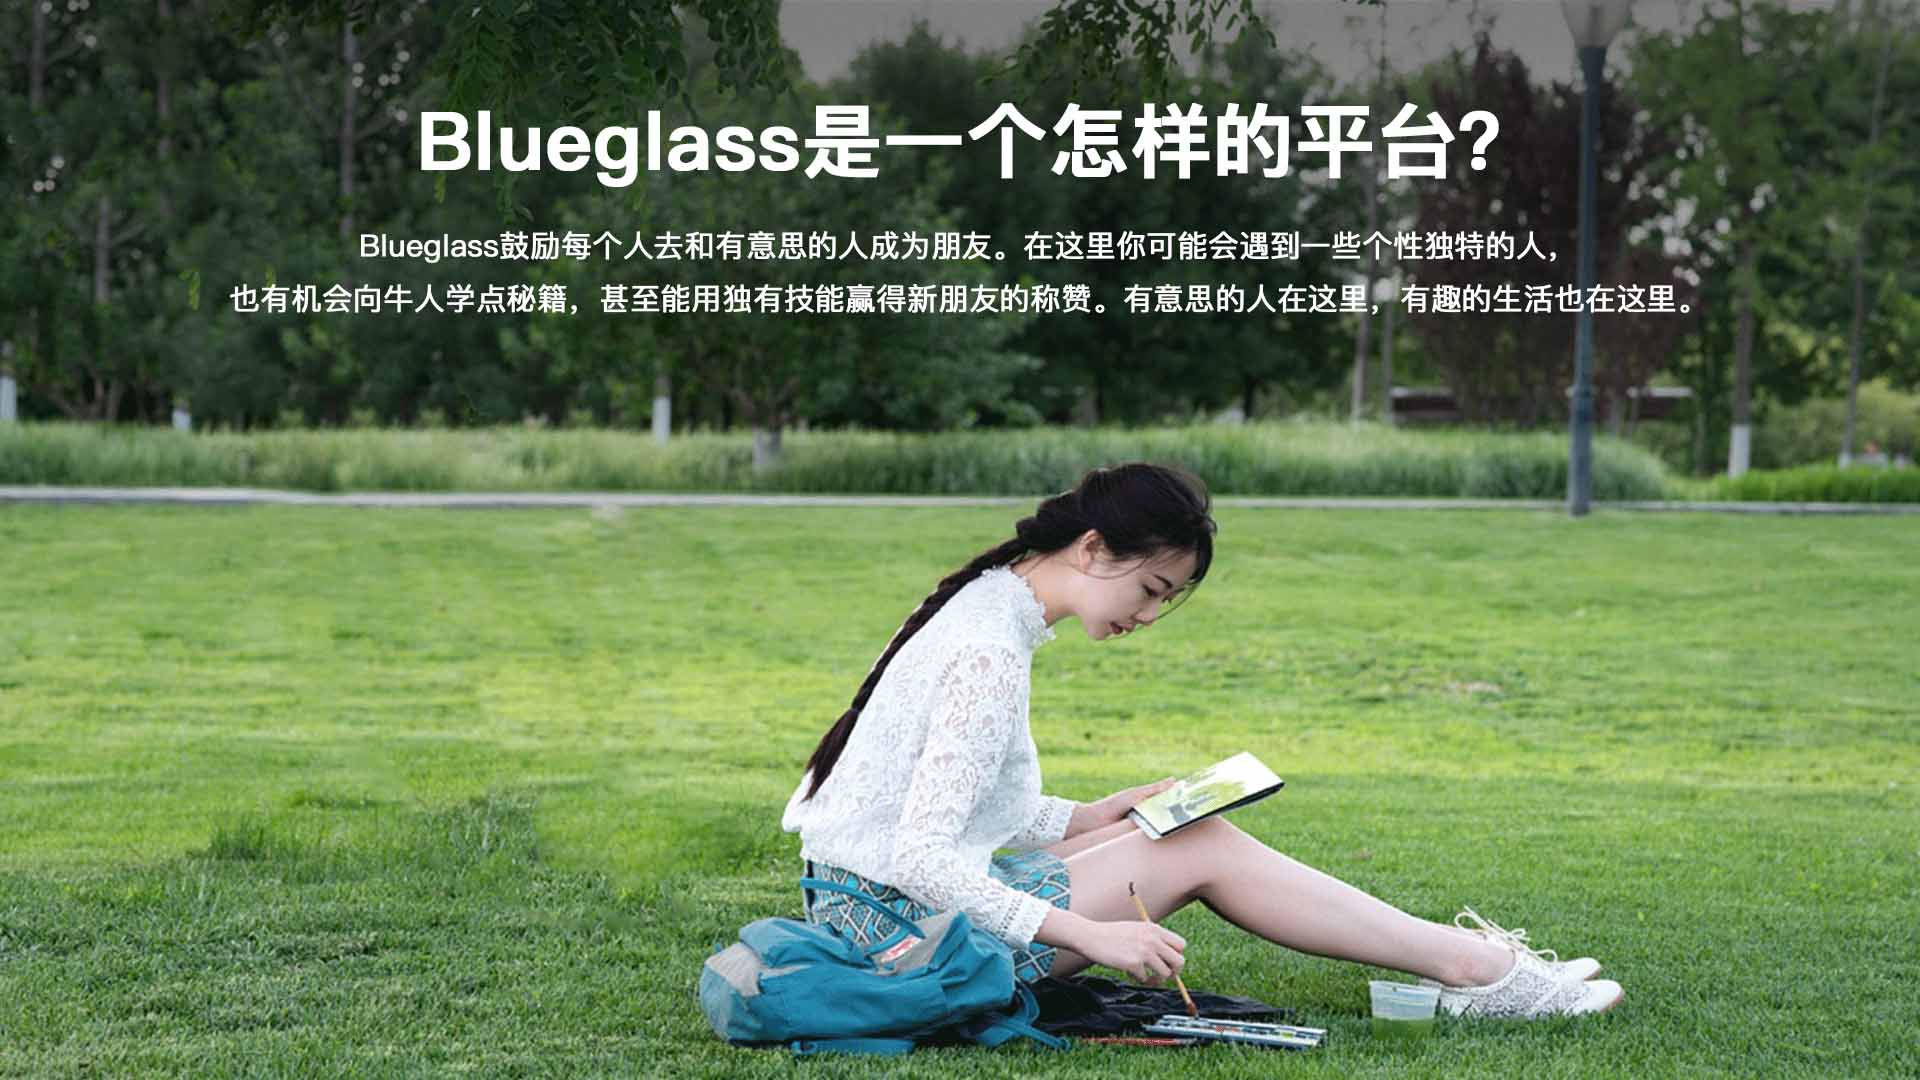 Blueglass是一个怎样的平台?
Blueglass鼓励每个人去和有意思的人成为朋友。在这里你可能会遇到一些个性独特的人，
也有机会向牛人学点秘籍，甚至能用独有技能赢得新朋友的称赞。有意思的人在这里，有趣的生活也在这里。